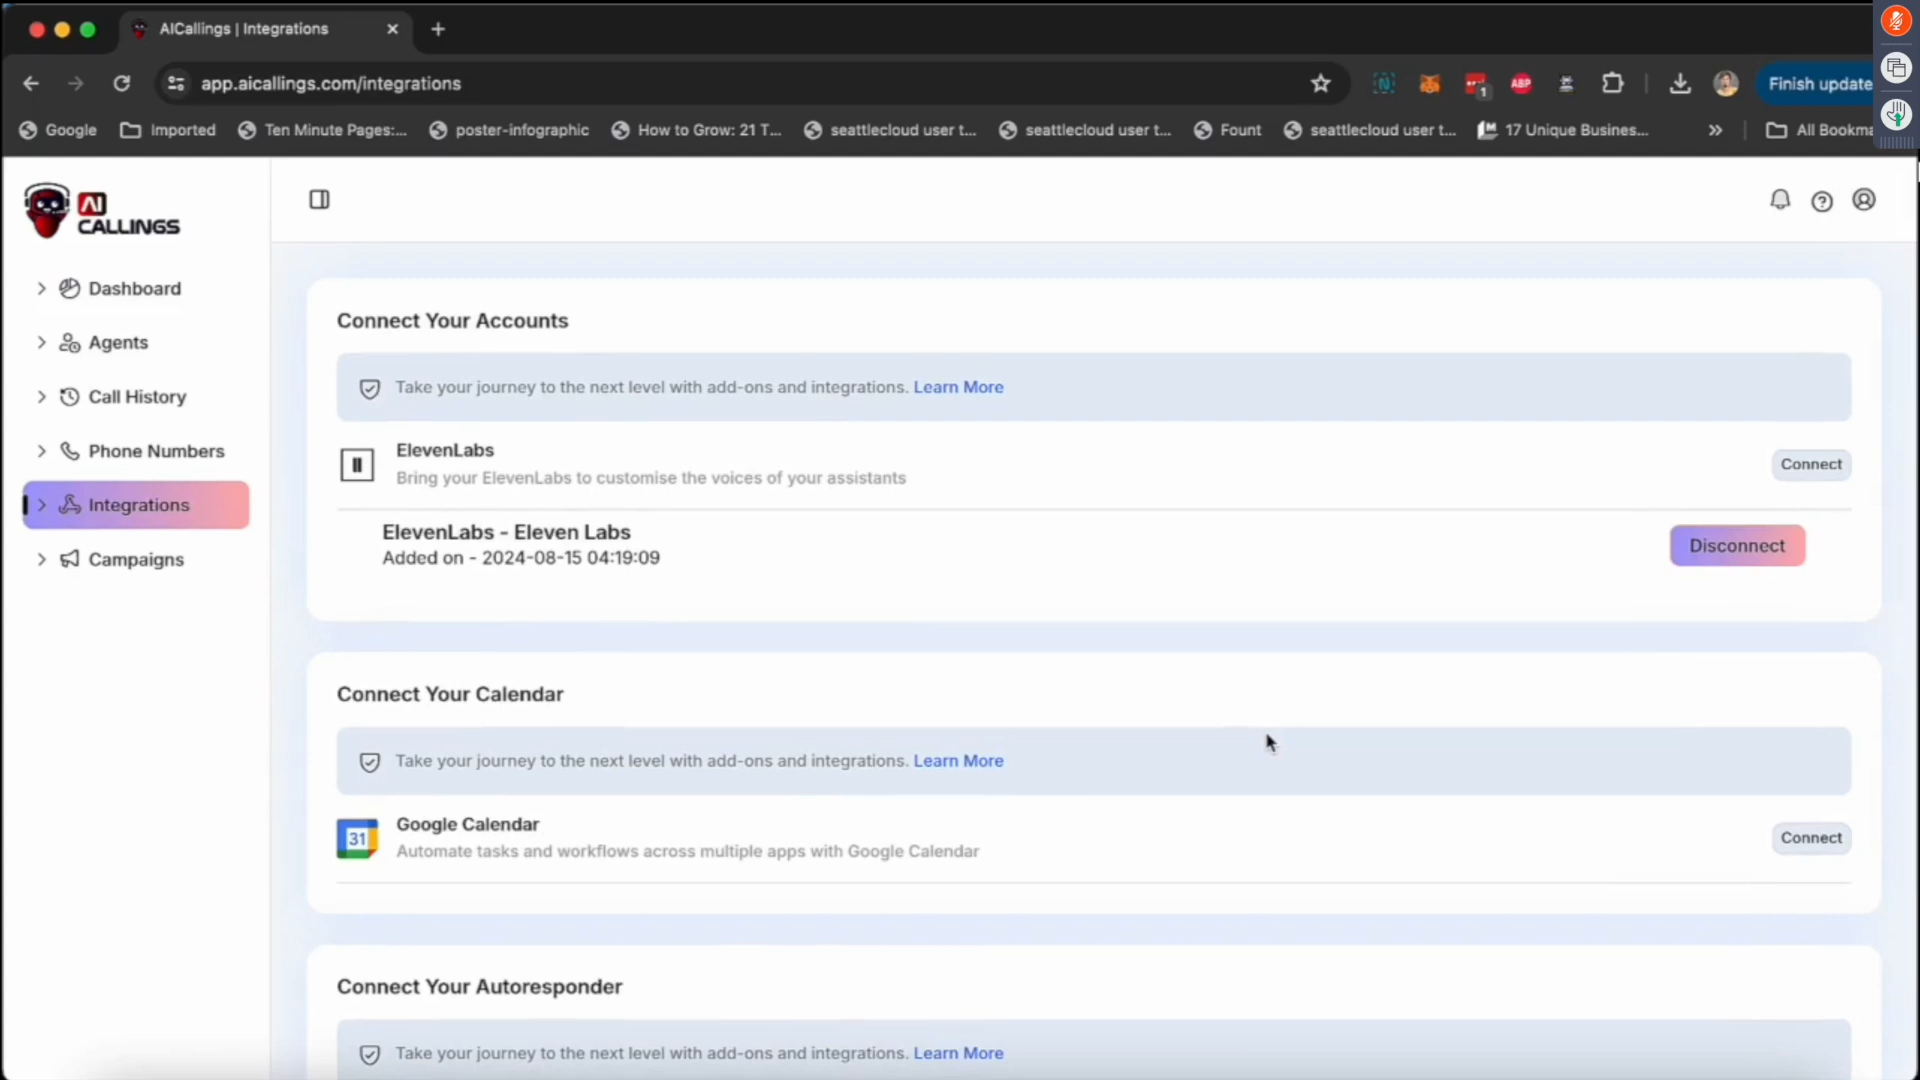 AICallings | Integrations
app.aicallings.com/integrations
1
ABP
Finish update
Google
Imported
Ten Minute Pages:...
poster-infographic
How to Grow: 21 T...
seattlecloud user t...
seattlecloud user t...
Fount
seattlecloud user t...
17 Unique Busines...
All Bookma
AI
CALLINGS
Dashboard
Agents
Call History
Phone Numbers
Integrations
Campaigns
Connect Your Accounts
Take your journey to the next level with add-ons and integrations. Learn More
ElevenLabs
Bring your ElevenLabs to customise the voices of your assistants
Connect
ElevenLabs - Eleven Labs
Added on - 2024-08-15 04:19:09
Disconnect
Connect Your Calendar
Take your journey to the next level with add-ons and integrations. Learn More
31
Google Calendar
Automate tasks and workflows across multiple apps with Google Calendar
Connect
Connect Your Autoresponder
Take your journey to the next level with add-ons and integrations. Learn More